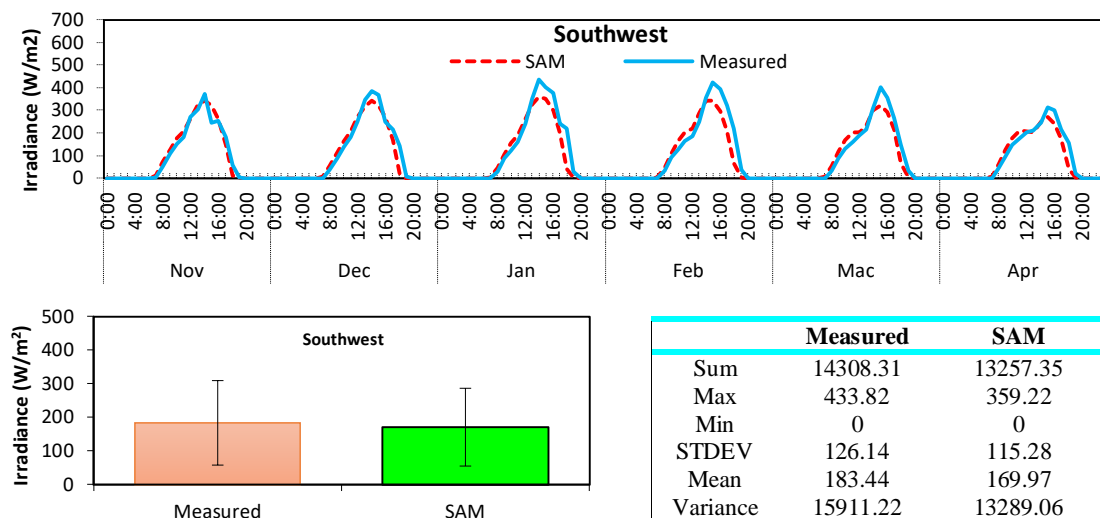 Southwest
SAM Measured
Irradiance (W/m2)
700
600
500
400
300
200
100
0
0:00 4:00 8:00 12:00 16:00 20:00 0:00 4:00 8:00 12:00 16:00 20:00 0:00 4:00 8:00 12:00 16:00 20:00 0:00 4:00 8:00 12:00 16:00 20:00 0:00 4:00 8:00 12:00 16:00 20:00 0:00 4:00 8:00 12:00 16:00 20:00
Nov Dec Jan Feb Mac Apr
Southwest
Irradiance (W/m²)
500
400
300
200
100
0
Measured SAM
Measured SAM
Sum 14308.31 13257.35
Max 433.82 359.22
Min 0 0
STDEV 126.14 115.28
Mean 183.44 169.97
Variance 15911.22 13289.06